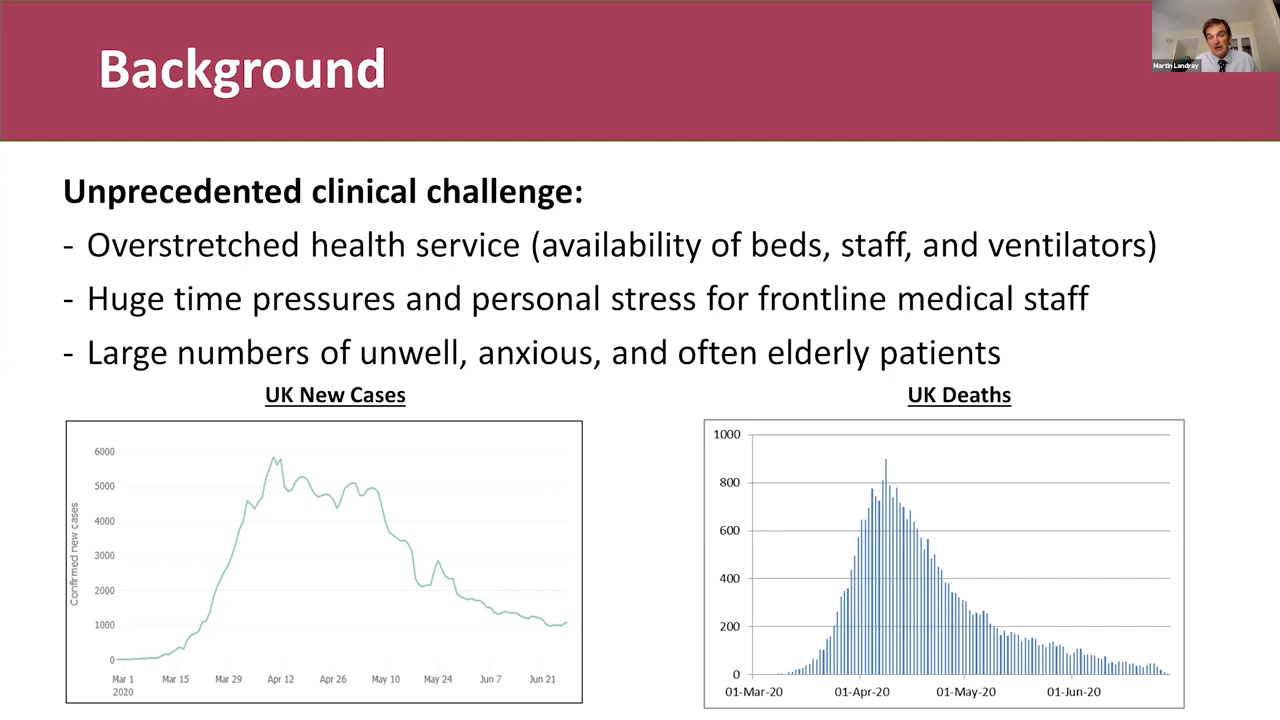 Background
Martin Landray
Unprecedented clinical challenge:
- Overstretched health service (availability of beds, staff, and ventilators)
- Huge time pressures and personal stress for frontline medical staff
- Large numbers of unwell, anxious, and often elderly patients
UK New Cases
Confirmed new cases
6000
5000
4000
3000
2000
1000
0
Mar 1 Mar 15 Mar 29 Apr 12 Apr 26 May 10 May 24 Jun 7 Jun 21
2020
UK Deaths
1000
800
600
400
200
0
01-Mar-20 01-Apr-20 01-May-20 01-Jun-20